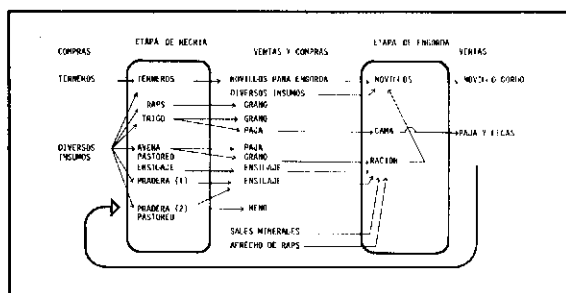 COMPRAS ETAPA DE RECRIA VENTAS Y COMPRAS ETAPA DE ENGORDA VENTAS
TERNEROS TERNEROS NOVILLOS PARA ENGORDA NOVILLOS NOVILLO GORDO
DIVERSOS INSUMOS
RAPS GRANO
TRIGO GRANO
PAJA CAMA PAJA Y FECAS
DIVERSOS INSUMOS AVENA PASTOREO PAJA
GRANO RACION
ENSILAJE ENSILAJE
PRADERA (1) ENSILAJE
PRADERA (2) PASTOREO HENO
SALES MINERALES
AFRECHO DE RAPS